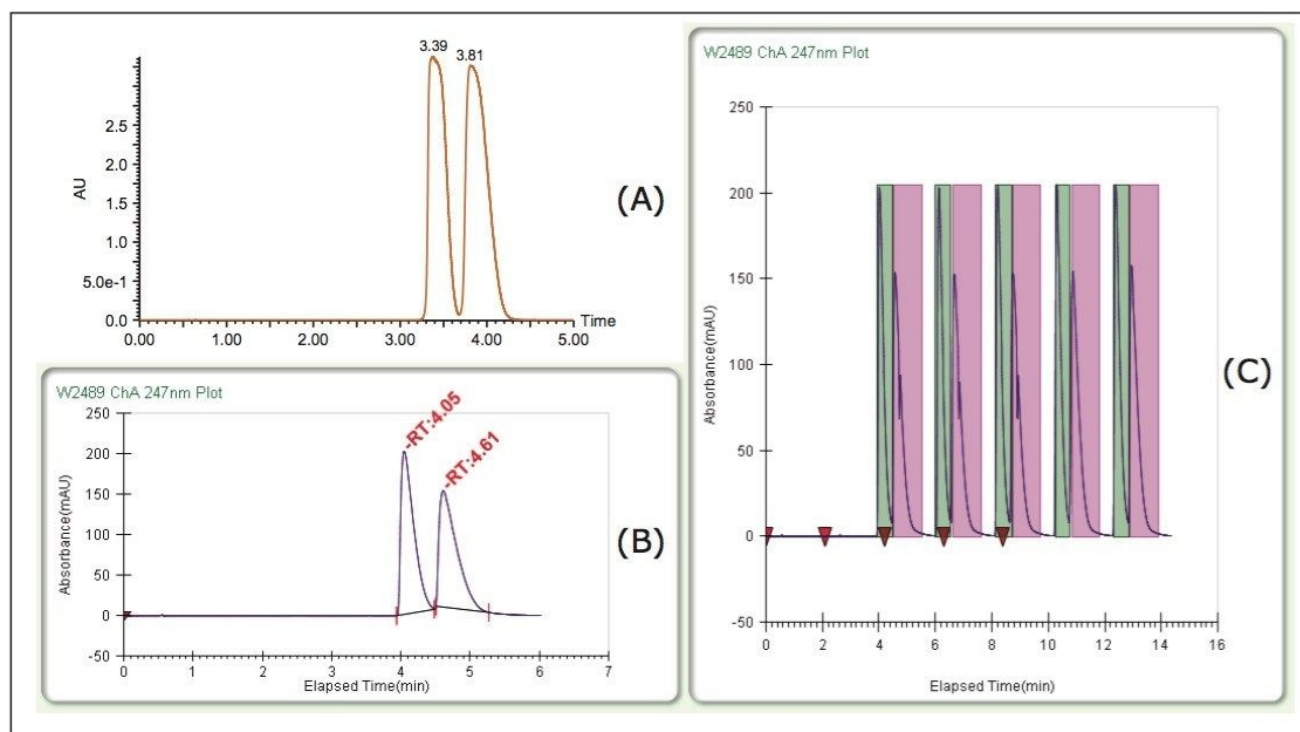 3.39
3.81
2.5
2.0
1.5
1.0
5.0e-1
0.0
AU
0.00 1.00 2.00 3.00 4.00 5.00
Time
(A)
W2489 ChA 247nm Plot
250
200
150
100
50
0
-50
Absorbance(mAU)
-RT:4.05
-RT:4.61
0 1 2 3 4 5 6 7
Elapsed Time(min)
(B)
W2489 ChA 247nm Plot
250
200
150
100
50
0
-50
Absorbance(mAU)
0 2 4 6 8 10 12 14 16
Elapsed Time(min)
(C)